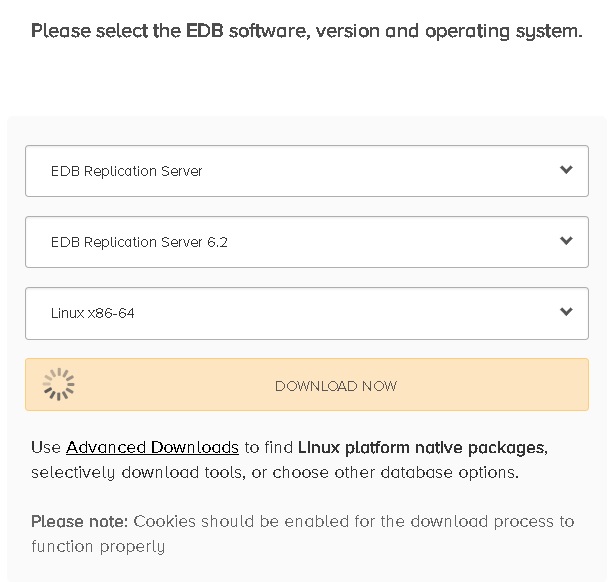 Please select the EDB software, version and operating system.
EDB Replication Server
EDB Replication Server 6.2
Linux x86-64
DOWNLOAD NOW
Use Advanced Downloads to find Linux platform native packages,
selectively download tools, or choose other database options.
Please note: Cookies should be enabled for the download process to
function properly